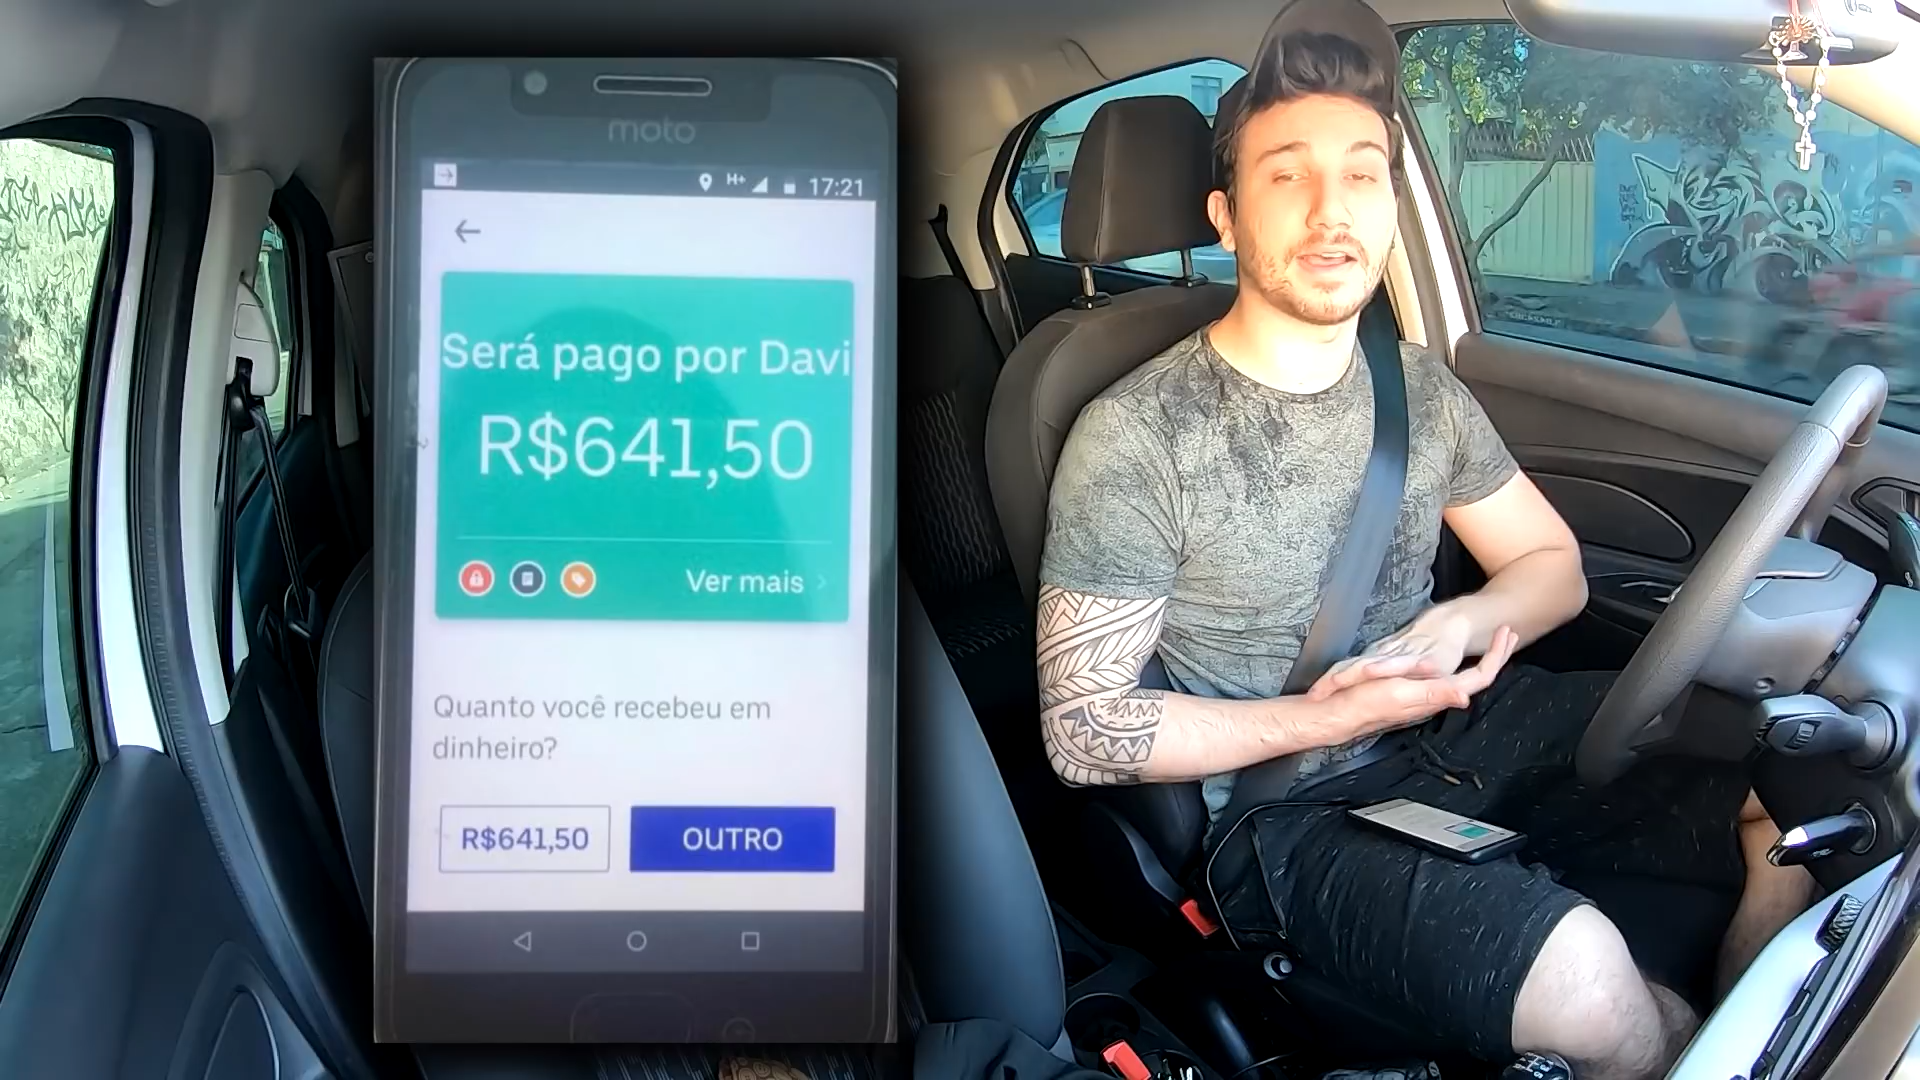 moto
H+ 17:21
Será pago por Davi
R$641,50
Ver mais
Quanto você recebeu em
dinheiro?
R$641,50
OUTRO